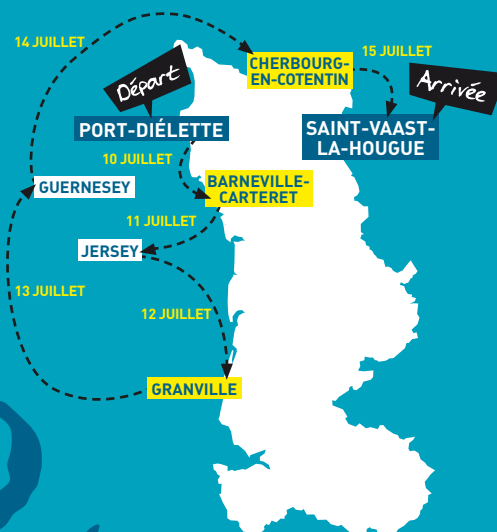 14 JUILLET
CHERBOURG-
EN-COTENTIN
15 JUILLET
Départ
Arrivée
PORT-DIÉLETTE
SAINT-VAAST-
LA-HOUGUE
10 JUILLET
GUERNESEY
BARNEVILLE-
CARTERET
11 JUILLET
JERSEY
13 JUILLET
12 JUILLET
GRANVILLE